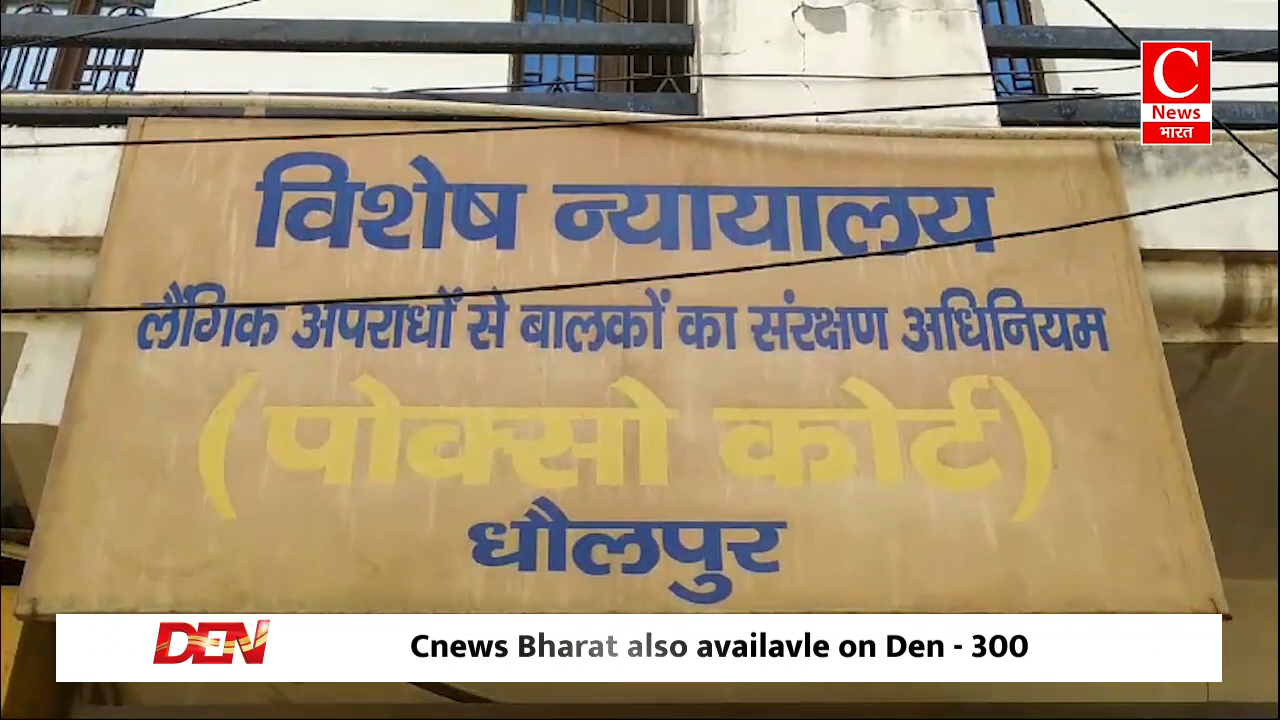 C
News
भारत
विशेष न्यायालय
लैंगिक अपराधों से बालकों का संरक्षण अधिनियम
(पोक्सो कोर्ट)
धौलपुर
DEN
Cnews Bharat also availavle on Den - 300